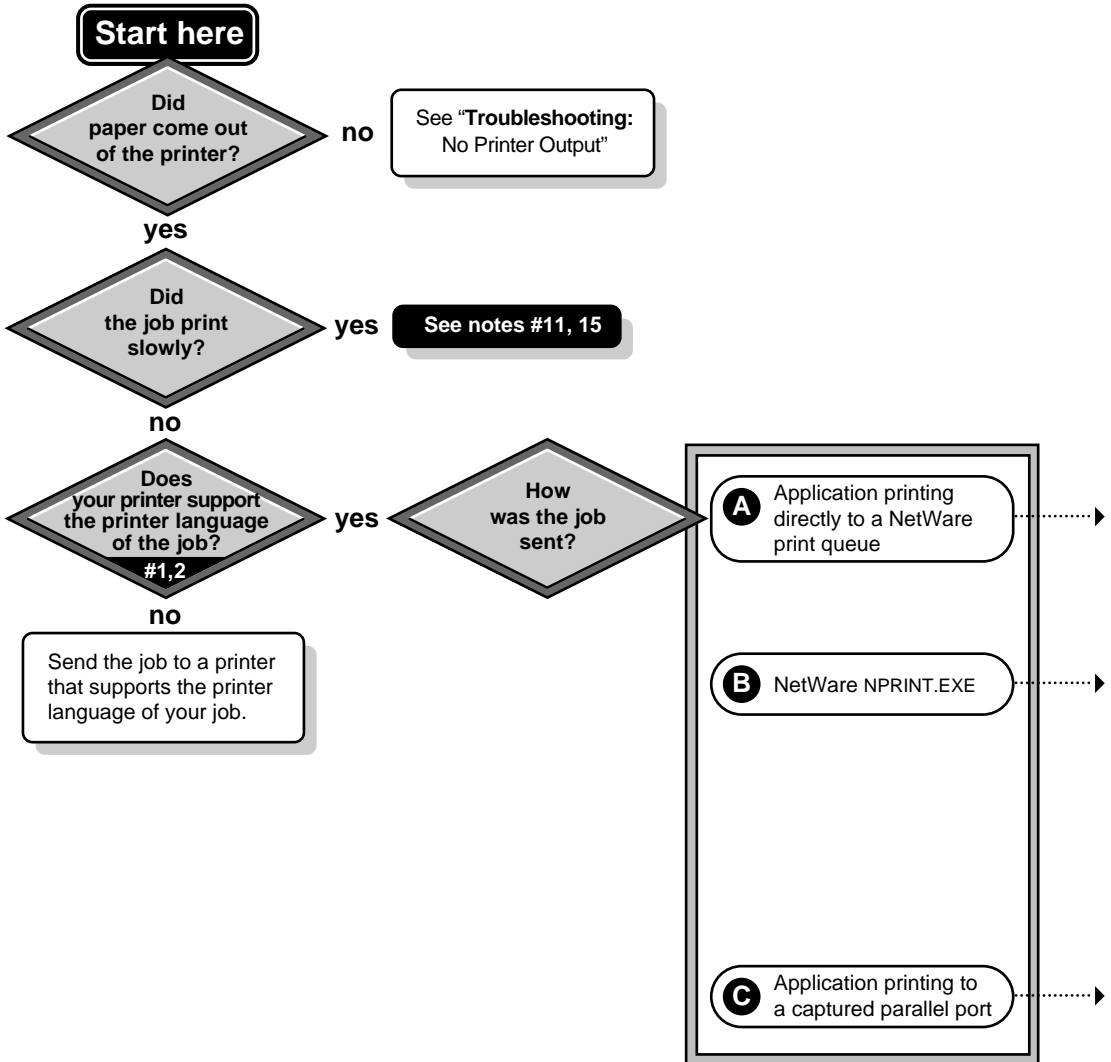 Start here
Did
paper come out
of the printer?
no
See “Troubleshooting:
No Printer Output”
yes
Did
the job print
slowly?
yes
See notes #11, 15
no
Does
your printer support
the printer language
of the job?
#1,2
yes
How
was the job
sent?
no
Send the job to a printer
that supports the printer
language of your job.
A
Application printing
directly to a NetWare
print queue
B
NetWare NPRINT.EXE
C
Application printing to
a captured parallel port